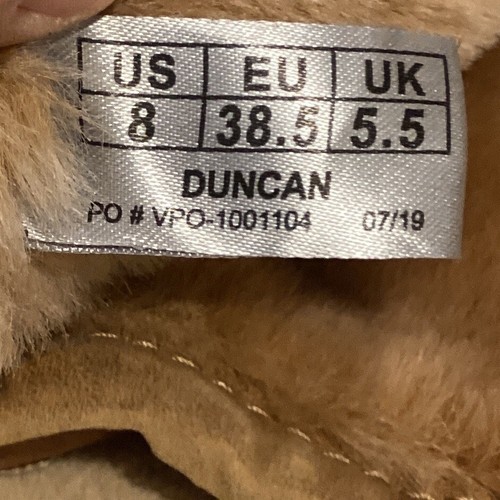 US EU UK
8 38.5 5.5
DUNCAN
PO # VPO-1001104 07/19